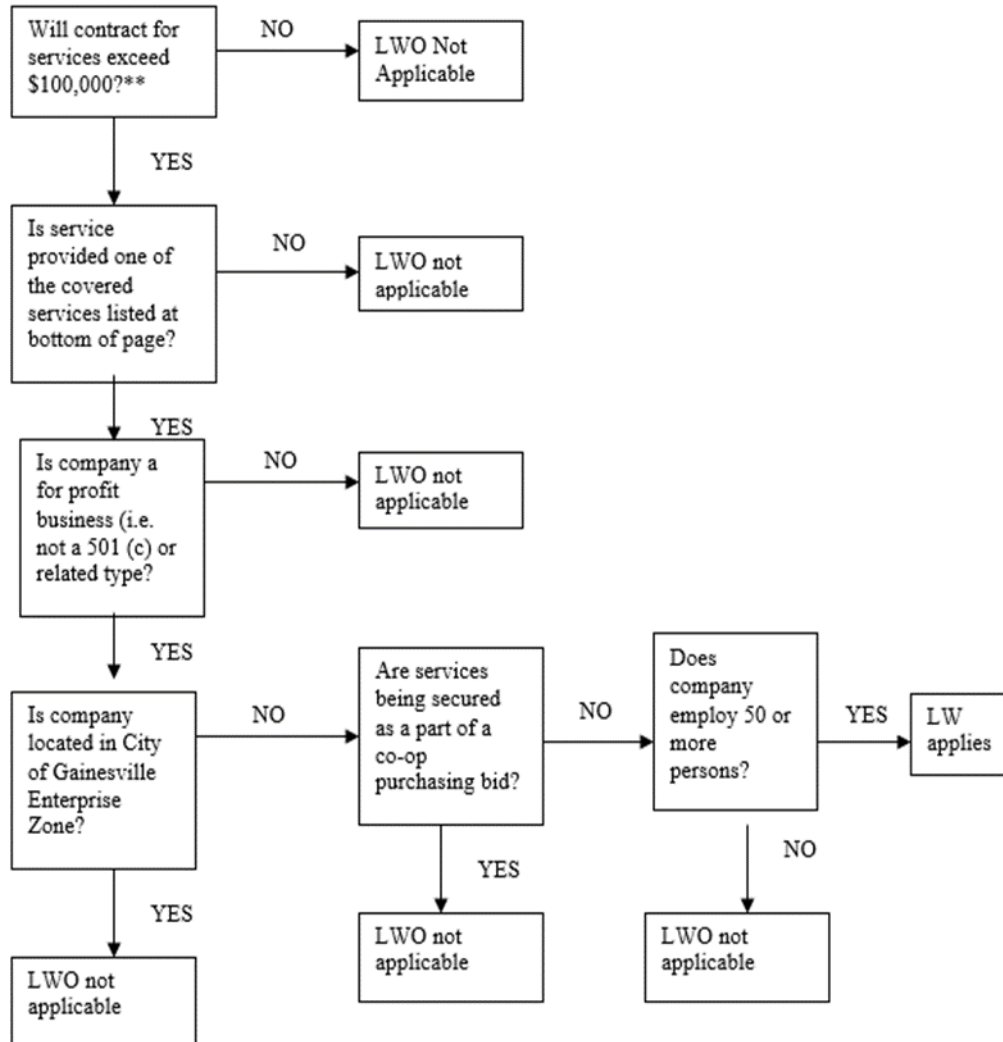 Will contract for
services exceed
$100,000?**
NO
LWO Not
Applicable
YES
Is service
provided one of
the covered
services listed at
bottom of page?
NO
LWO not
applicable
YES
Is company a
for profit
business (i.e.
not a 501 (c) or
related type?
NO
LWO not
applicable
YES
Is company
located in City
of Gainesville
Enterprise
Zone?
NO
Are services
being secured
as a part of a
co-op
purchasing bid?
NO
Does
company
employ 50 or
more
persons?
YES
LW
applies
YES
LWO not
applicable
YES
LWO not
applicable
NO
LWO not
applicable